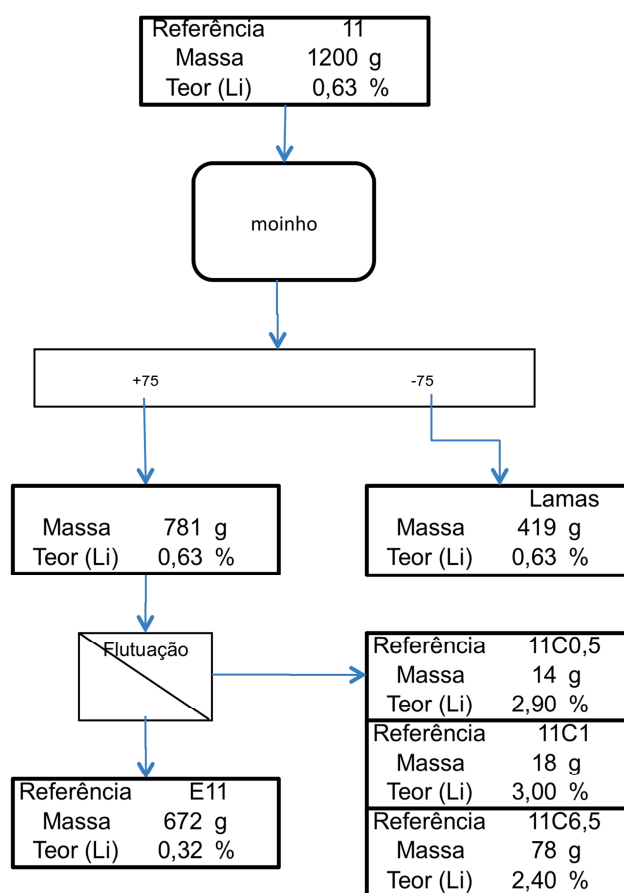 Referência 11
Massa 1200 g
Teor (Li) 0,63 %
moinho
+75 -75
Massa 781 g
Teor (Li) 0,63 %
Lamas
Massa 419 g
Teor (Li) 0,63 %
Flutuação
Referência 11C0,5
Massa 14 g
Teor (Li) 2,90 %
Referência 11C1
Massa 18 g
Teor (Li) 3,00 %
Referência 11C6,5
Massa 78 g
Teor (Li) 2,40 %
Referência E11
Massa 672 g
Teor (Li) 0,32 %